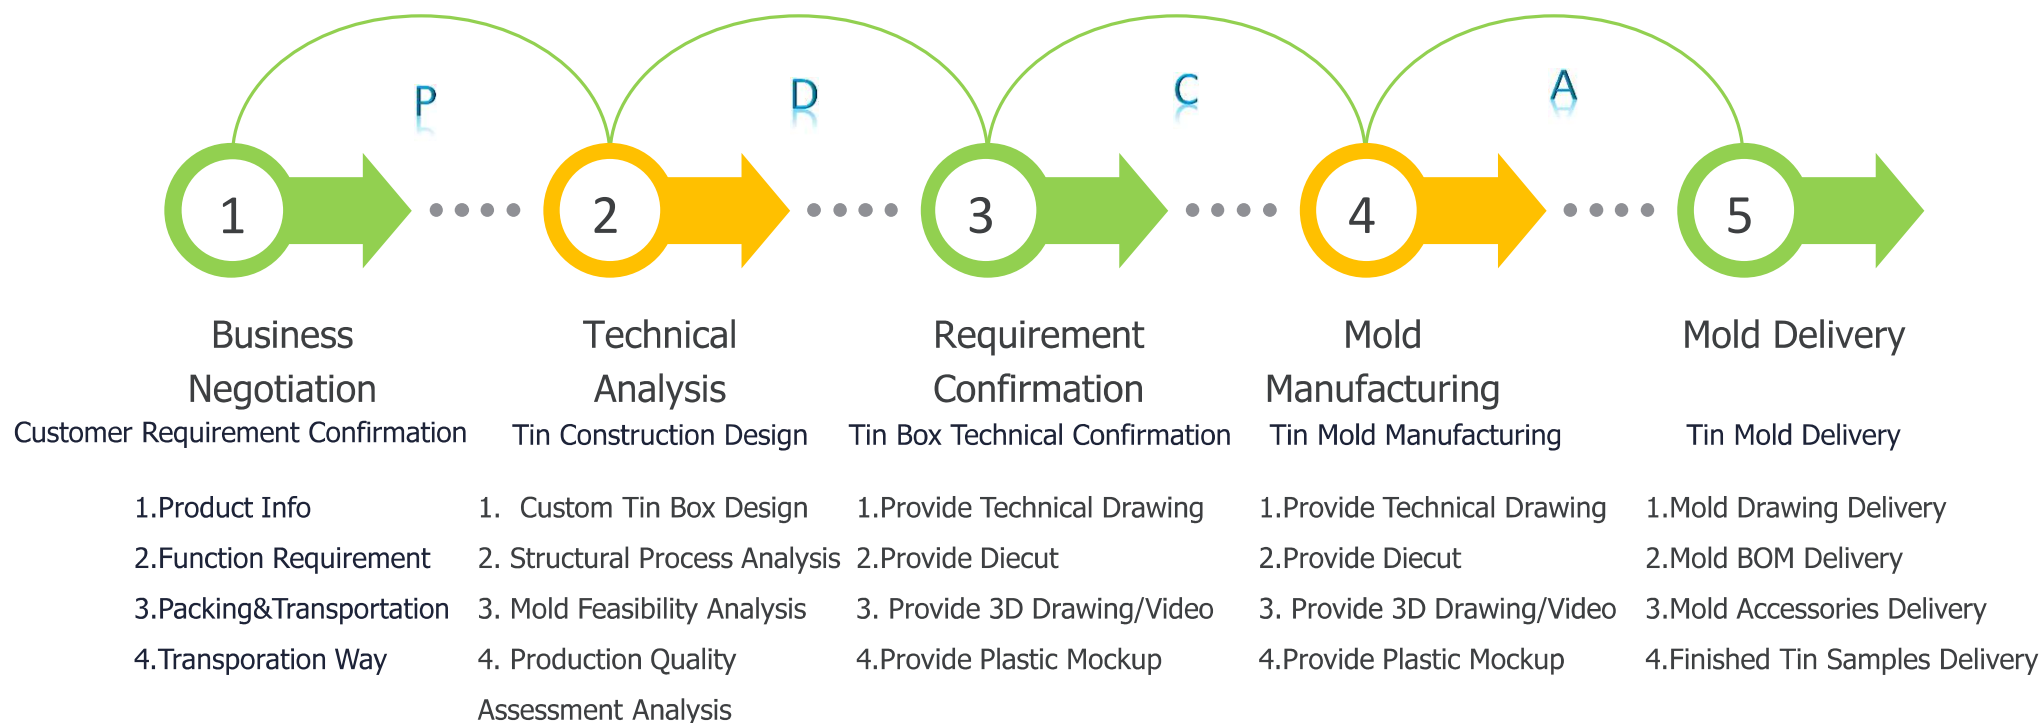 P
D
C
A
1
2
3
4
5
Business
Negotiation
Customer Requirement Confirmation
1.Product Info
2.Function Requirement
3.Packing&Transportation
4.Transporation Way
Technical
Analysis
Tin Construction Design
1. Custom Tin Box Design
2. Structural Process Analysis
3. Mold Feasibility Analysis
4. Production Quality
Assessment Analysis
Requirement
Confirmation
Tin Box Technical Confirmation
1.Provide Technical Drawing
2.Provide Diecut
3. Provide 3D Drawing/Video
4.Provide Plastic Mockup
Mold
Manufacturing
Tin Mold Manufacturing
1.Provide Technical Drawing
2.Provide Diecut
3. Provide 3D Drawing/Video
4.Provide Plastic Mockup
Mold Delivery
Tin Mold Delivery
1.Mold Drawing Delivery
2.Mold BOM Delivery
3.Mold Accessories Delivery
4.Finished Tin Samples Delivery